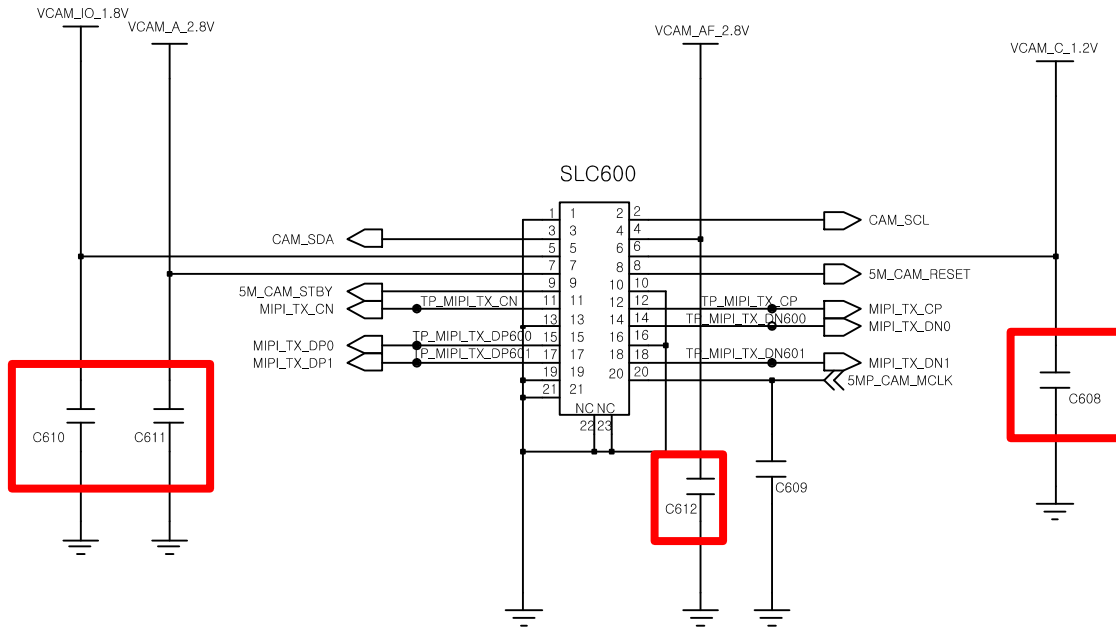 VCAM_IO_1.8V
VCAM_A_2.8V
VCAM_AF_2.8V
VCAM_C_1.2V
SLC600
1 1 2 2
CAM_SCL
CAM_SDA
3 3 4 4
5 5 6 6
7 7 8 8
5M_CAM_RESET
5M_CAM_STBY
9 9 10 10
MIPI_TX_CN
TP_MIPI_TX_CN
11 11 12 12
TP_MIPI_TX_CP
MIPI_TX_CP
13 13 14 14
TP_MIPI_TX_DN600
MIPI_TX_DN0
MIPI_TX_DP0
TP_MIPI_TX_DP600
15 15 16 16
MIPI_TX_DP1
TP_MIPI_TX_DP601
17 17 18 18
TP_MIPI_TX_DN601
MIPI_TX_DN1
19 19 20 20
5MP_CAM_MCLK
21 21
NC NC
22 23
C610
C611
C612
C609
C608